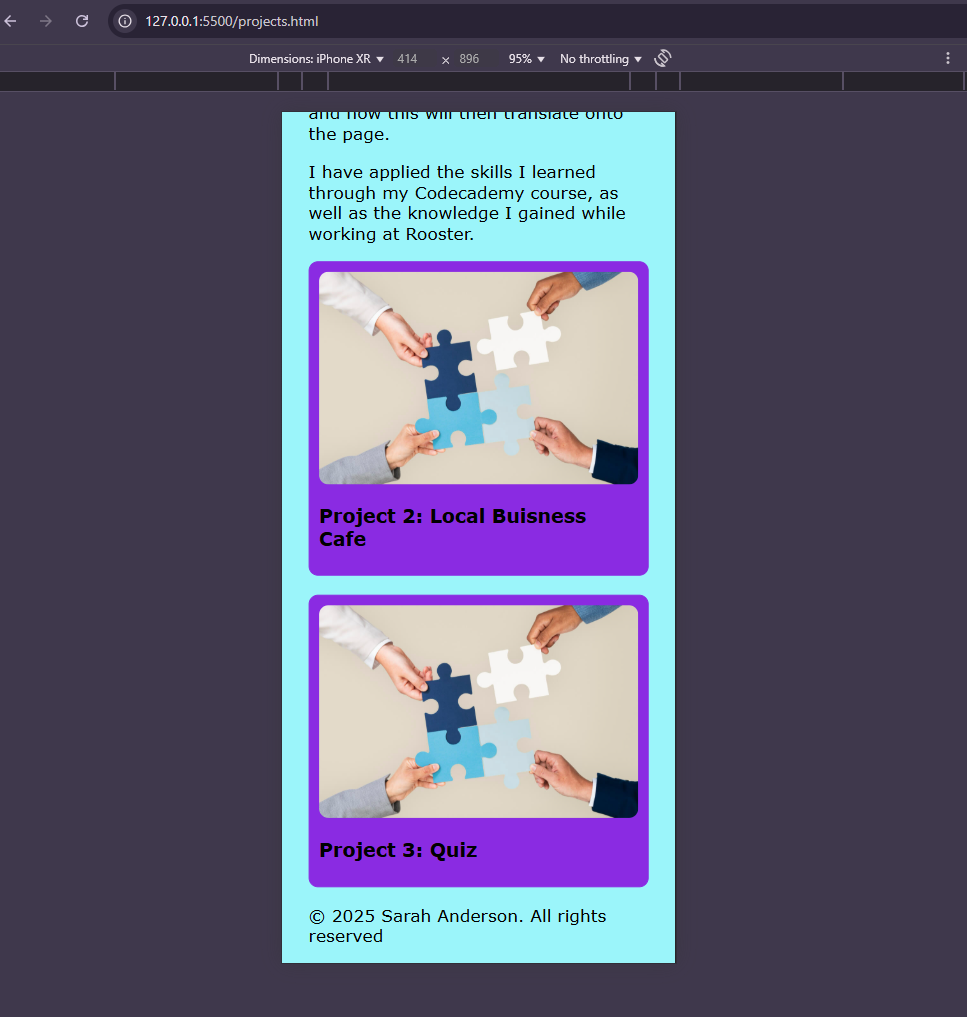 127.0.0.1:5500/projects.html
Dimensions: iPhone XR 414 × 896 95% No throttling
and how this will then translate onto
the page.
I have applied the skills I learned
through my Codecademy course, as
well as the knowledge I gained while
working at Rooster.
Project 2: Local Buisness
Cafe
Project 3: Quiz
© 2025 Sarah Anderson. All rights
reserved